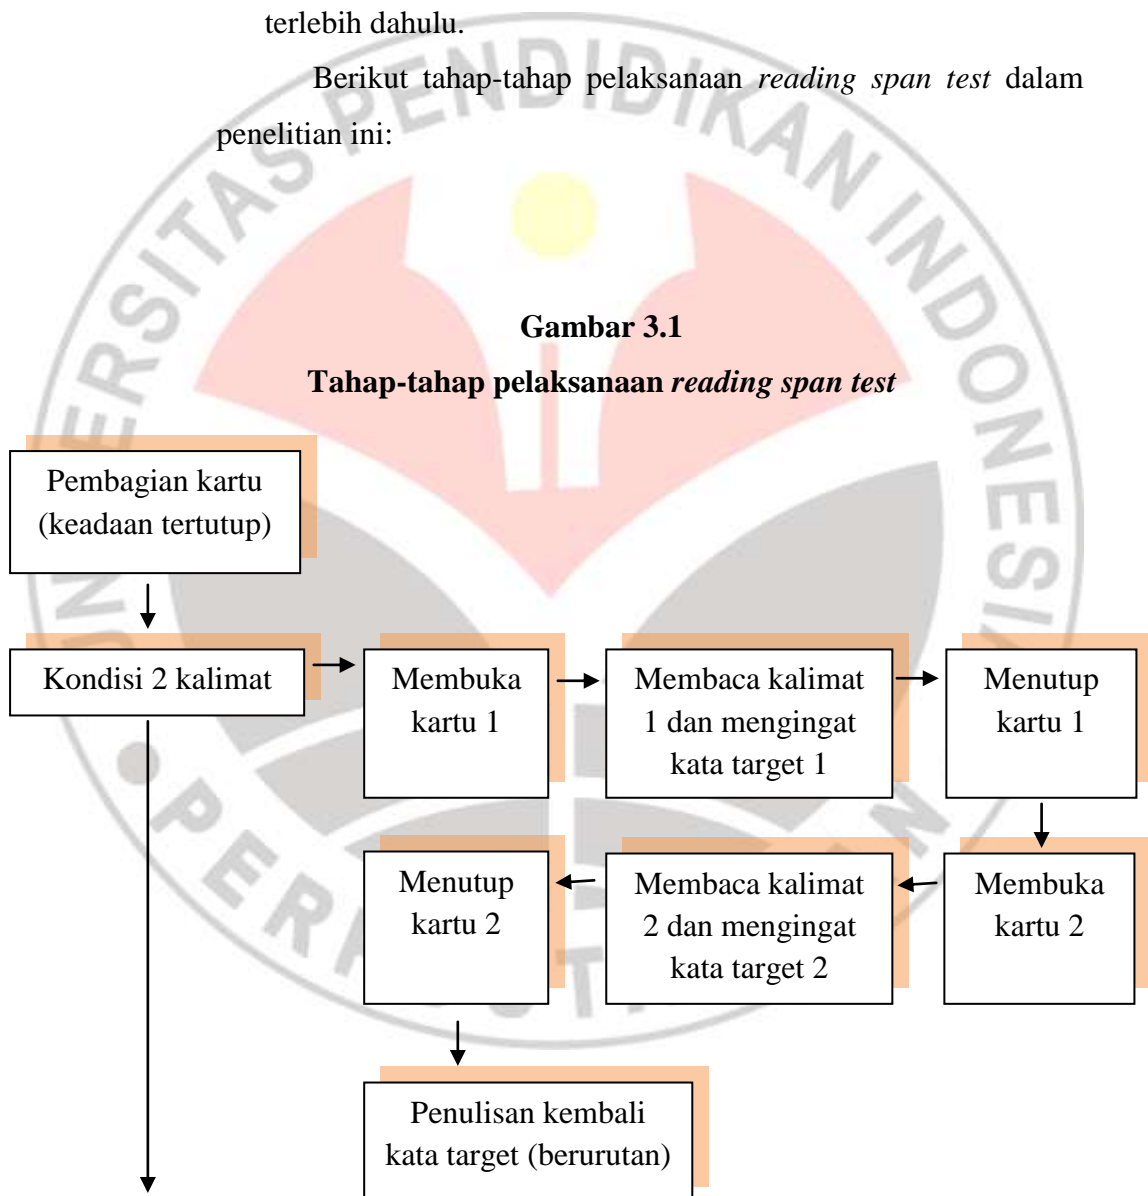 terlebih dahulu.
Berikut tahap-tahap pelaksanaan reading span test dalam
penelitian ini:
Gambar 3.1
Tahap-tahap pelaksanaan reading span test
Pembagian kartu
(keadaan tertutup)
Kondisi 2 kalimat
Membuka
kartu 1
Membaca kalimat
1 dan mengingat
kata target 1
Menutup
kartu 1
Membuka
kartu 2
Membaca kalimat
2 dan mengingat
kata target 2
Menutup
kartu 2
Penulisan kembali
kata target (berurutan)
PENDIDIKAN INDONESIA